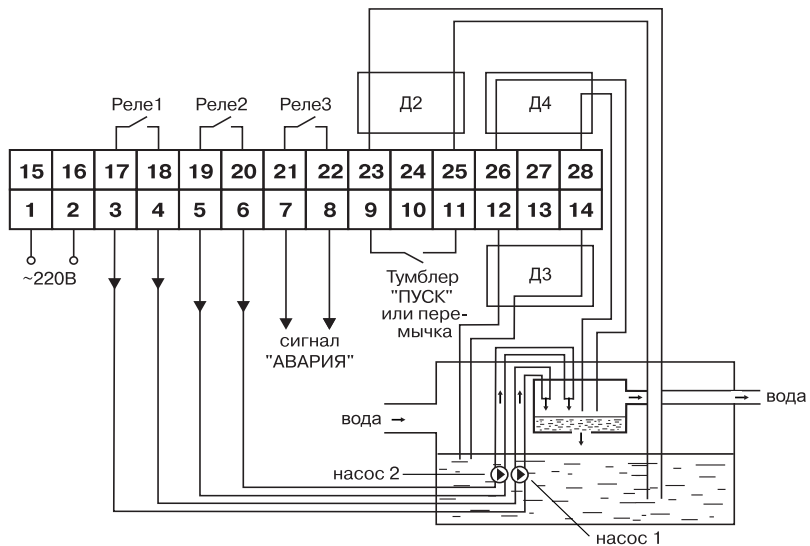 Реле1 Реле2 Реле3 Д2 Д4
15 16 17 18 19 20 21 22 23 24 25 26 27 28
1 2 3 4 5 6 7 8 9 10 11 12 13 14
~220В
Тумблер
"ПУСК"
или пере-
мычка
Д3
сигнал
"АВАРИЯ"
вода
вода
насос 2
насос 1